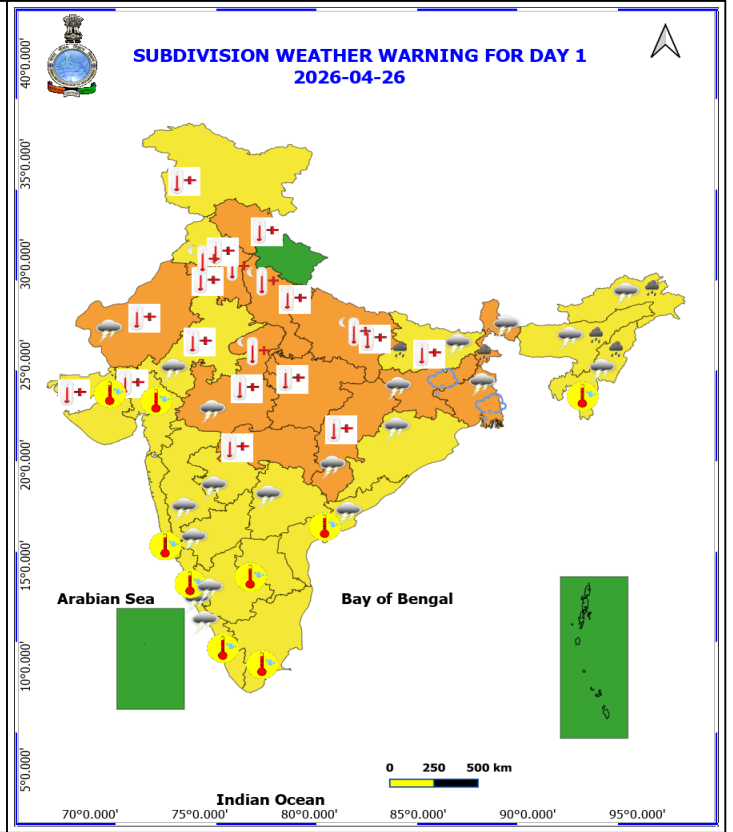 SUBDIVISION WEATHER WARNING FOR DAY 1
2026-04-26
40°0.000'
35°0.000'
30°0.000'
25°0.000'
20°0.000'
15°0.000'
10°0.000'
5°0.000'
Arabian Sea
Bay of Bengal
0 250 500 km
Indian Ocean
70°0.000' 75°0.000' 80°0.000' 85°0.000' 90°0.000' 95°0.000'